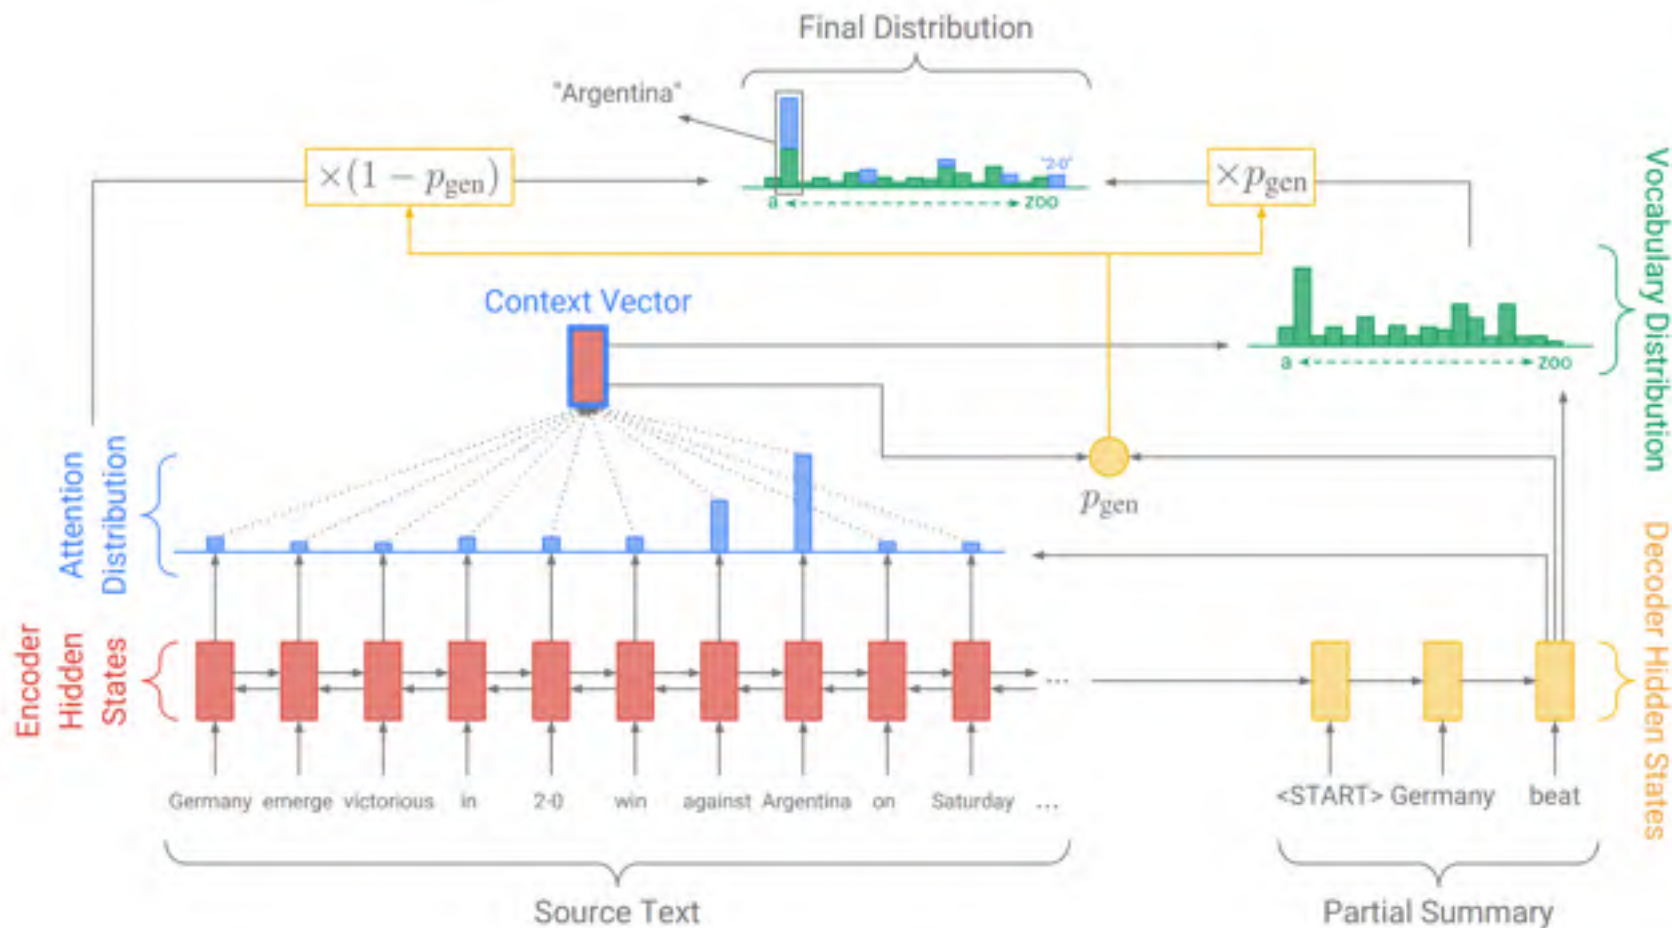 Final Distribution
"Argentina"
×(1 − pgen)
"2-0"
×pgen
a
zoo
Context Vector
Vocabulary Distribution
a
zoo
Attention
Distribution
pgen
Encoder
Hidden
States
...
Decoder Hidden States
Germany emerge victorious in 2-0 win against Argentina on Saturday ...
<START> Germany beat
Source Text
Partial Summary